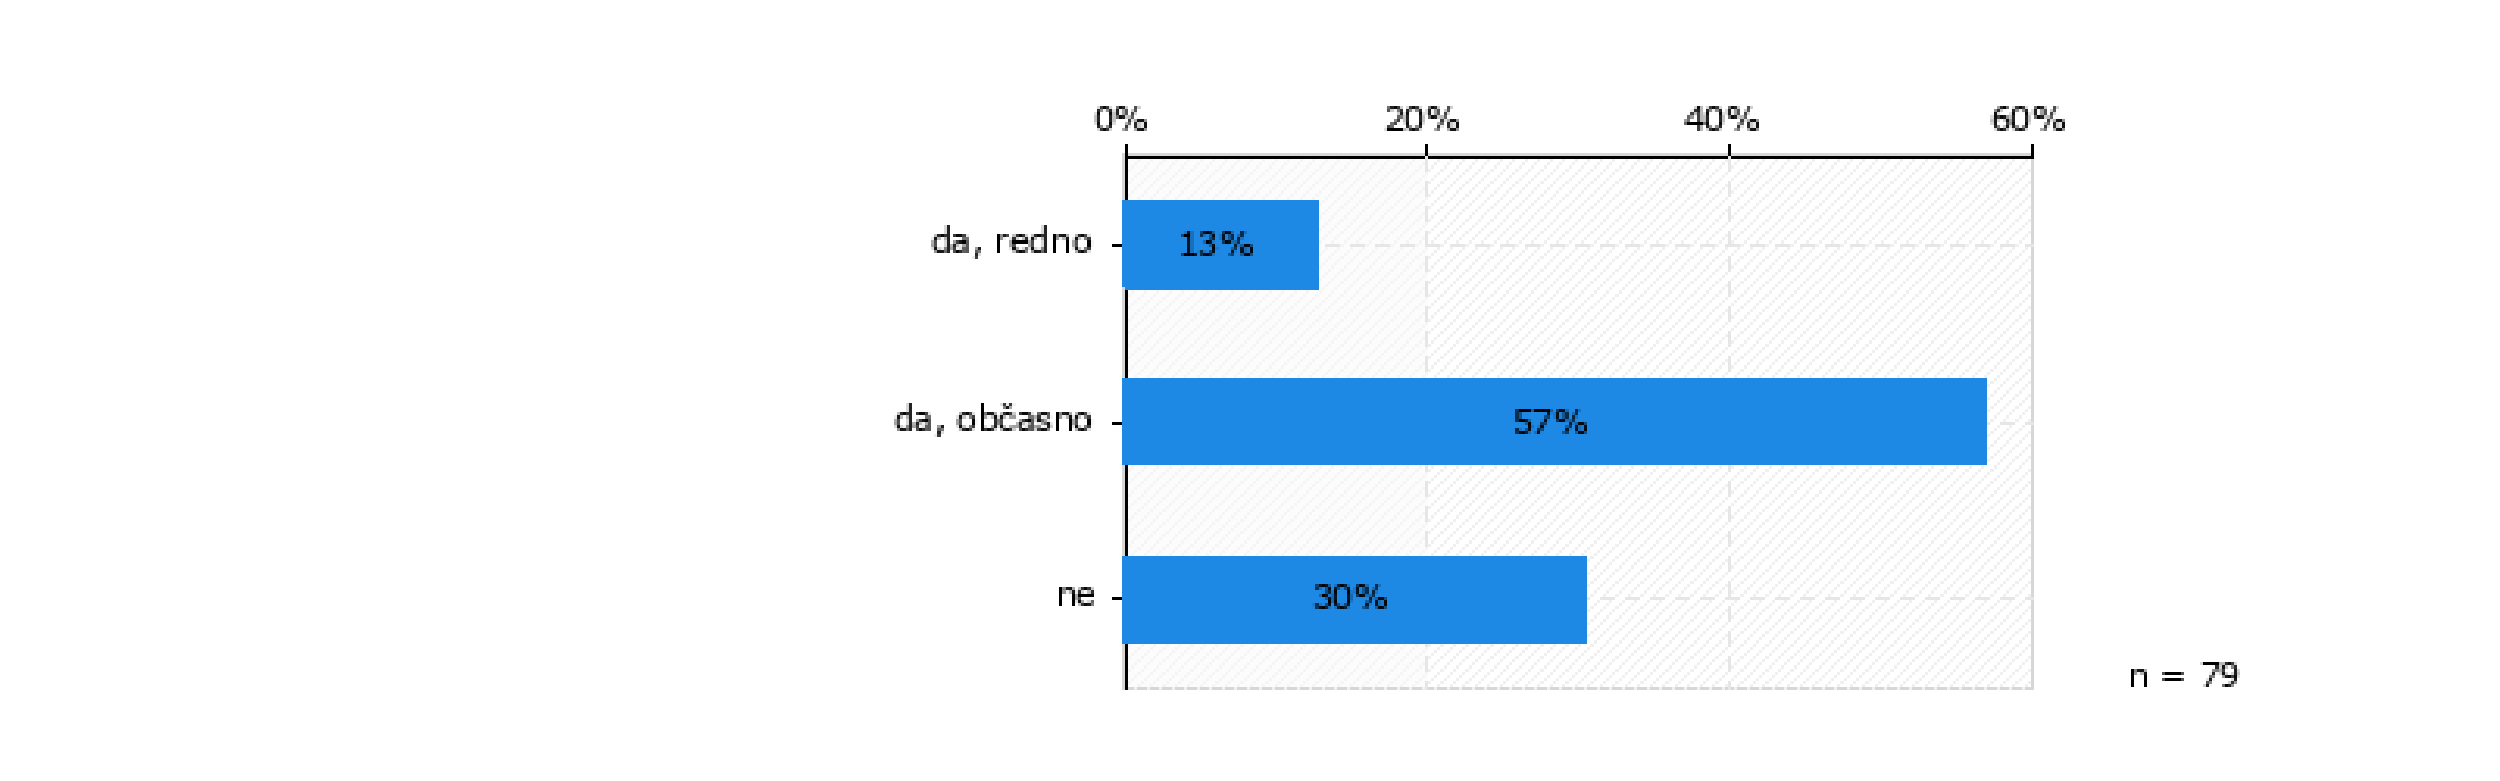 0% 20% 40% 60%
da, redno 13%
da, občasno 57%
ne 30%
n = 79